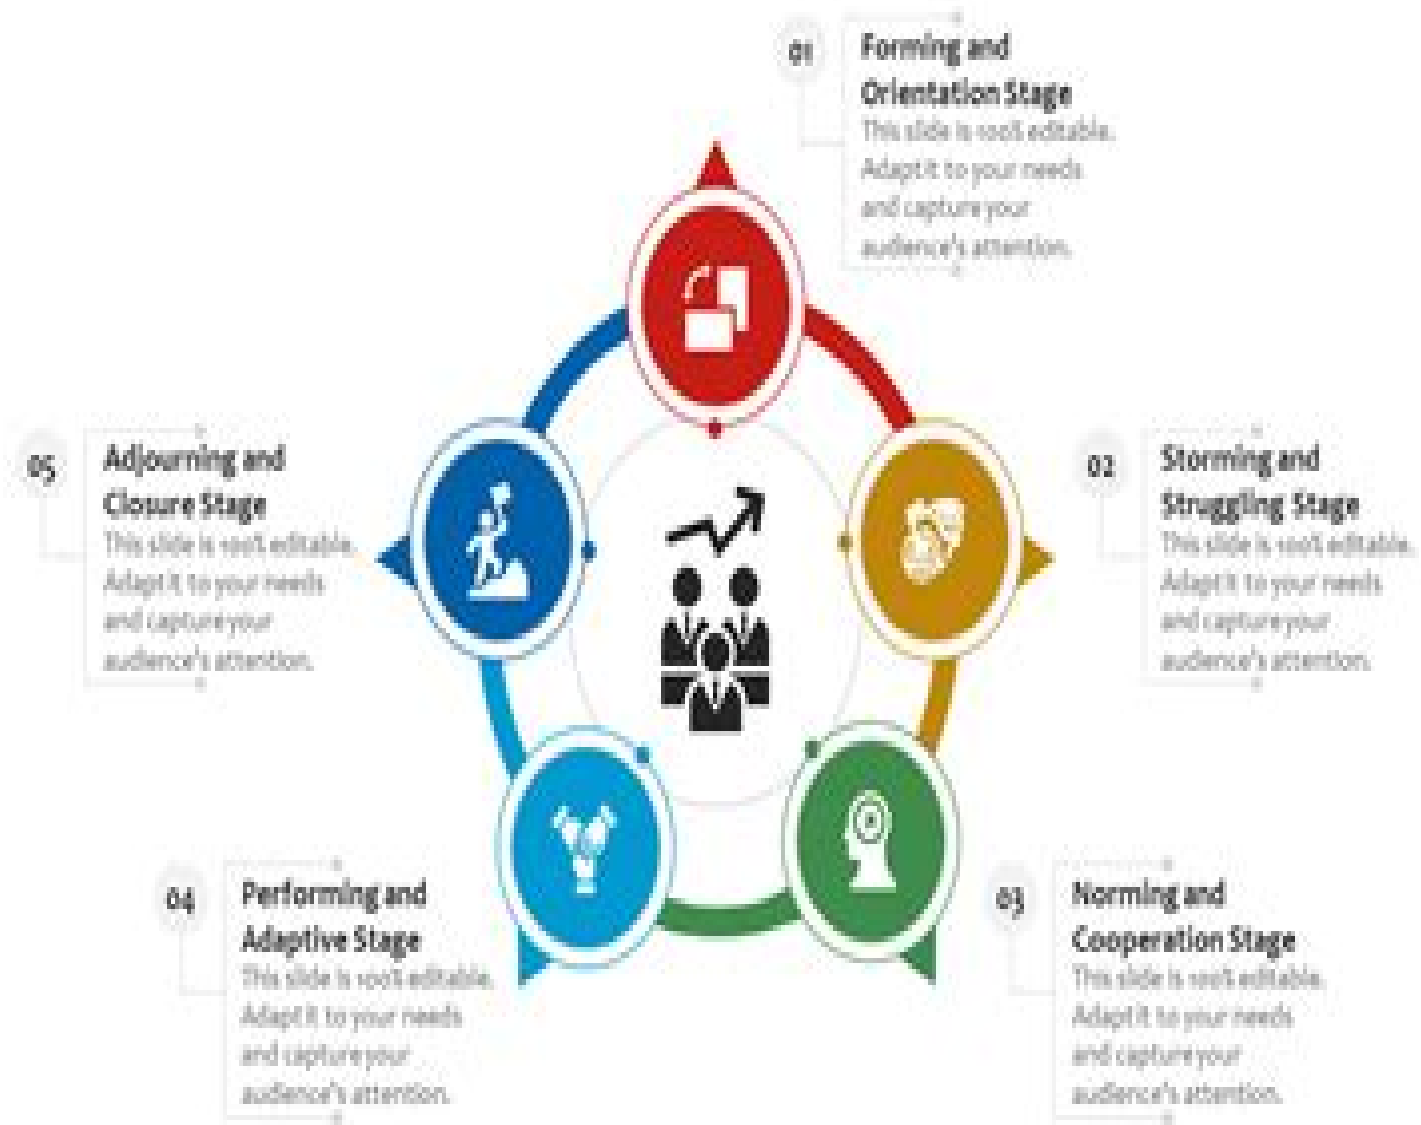 01
Forming and
Orientation Stage
This slide is 100% editable.
Adapt it to your needs
and capture your
audience's attention.
02
Storming and
Struggling Stage
This slide is 100% editable.
Adapt it to your needs
and capture your
audience's attention.
03
Norming and
Cooperation Stage
This slide is 100% editable.
Adapt it to your needs
and capture your
audience's attention.
04
Performing and
Adaptive Stage
This slide is 100% editable.
Adapt it to your needs
and capture your
audience's attention.
05
Adjourning and
Closure Stage
This slide is 100% editable.
Adapt it to your needs
and capture your
audience's attention.